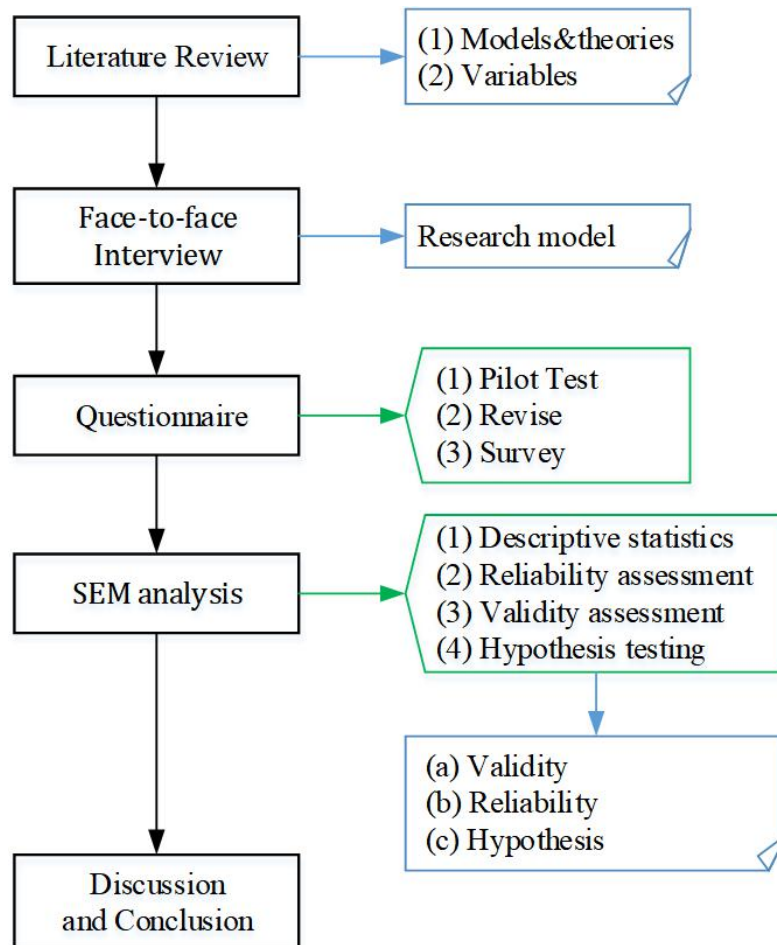 Literature Review
(1) Models&theories
(2) Variables
Face-to-face
Interview
Research model
Questionnaire
(1) Pilot Test
(2) Revise
(3) Survey
SEM analysis
(1) Descriptive statistics
(2) Reliability assessment
(3) Validity assessment
(4) Hypothesis testing
(a) Validity
(b) Reliability
(c) Hypothesis
Discussion
and Conclusion